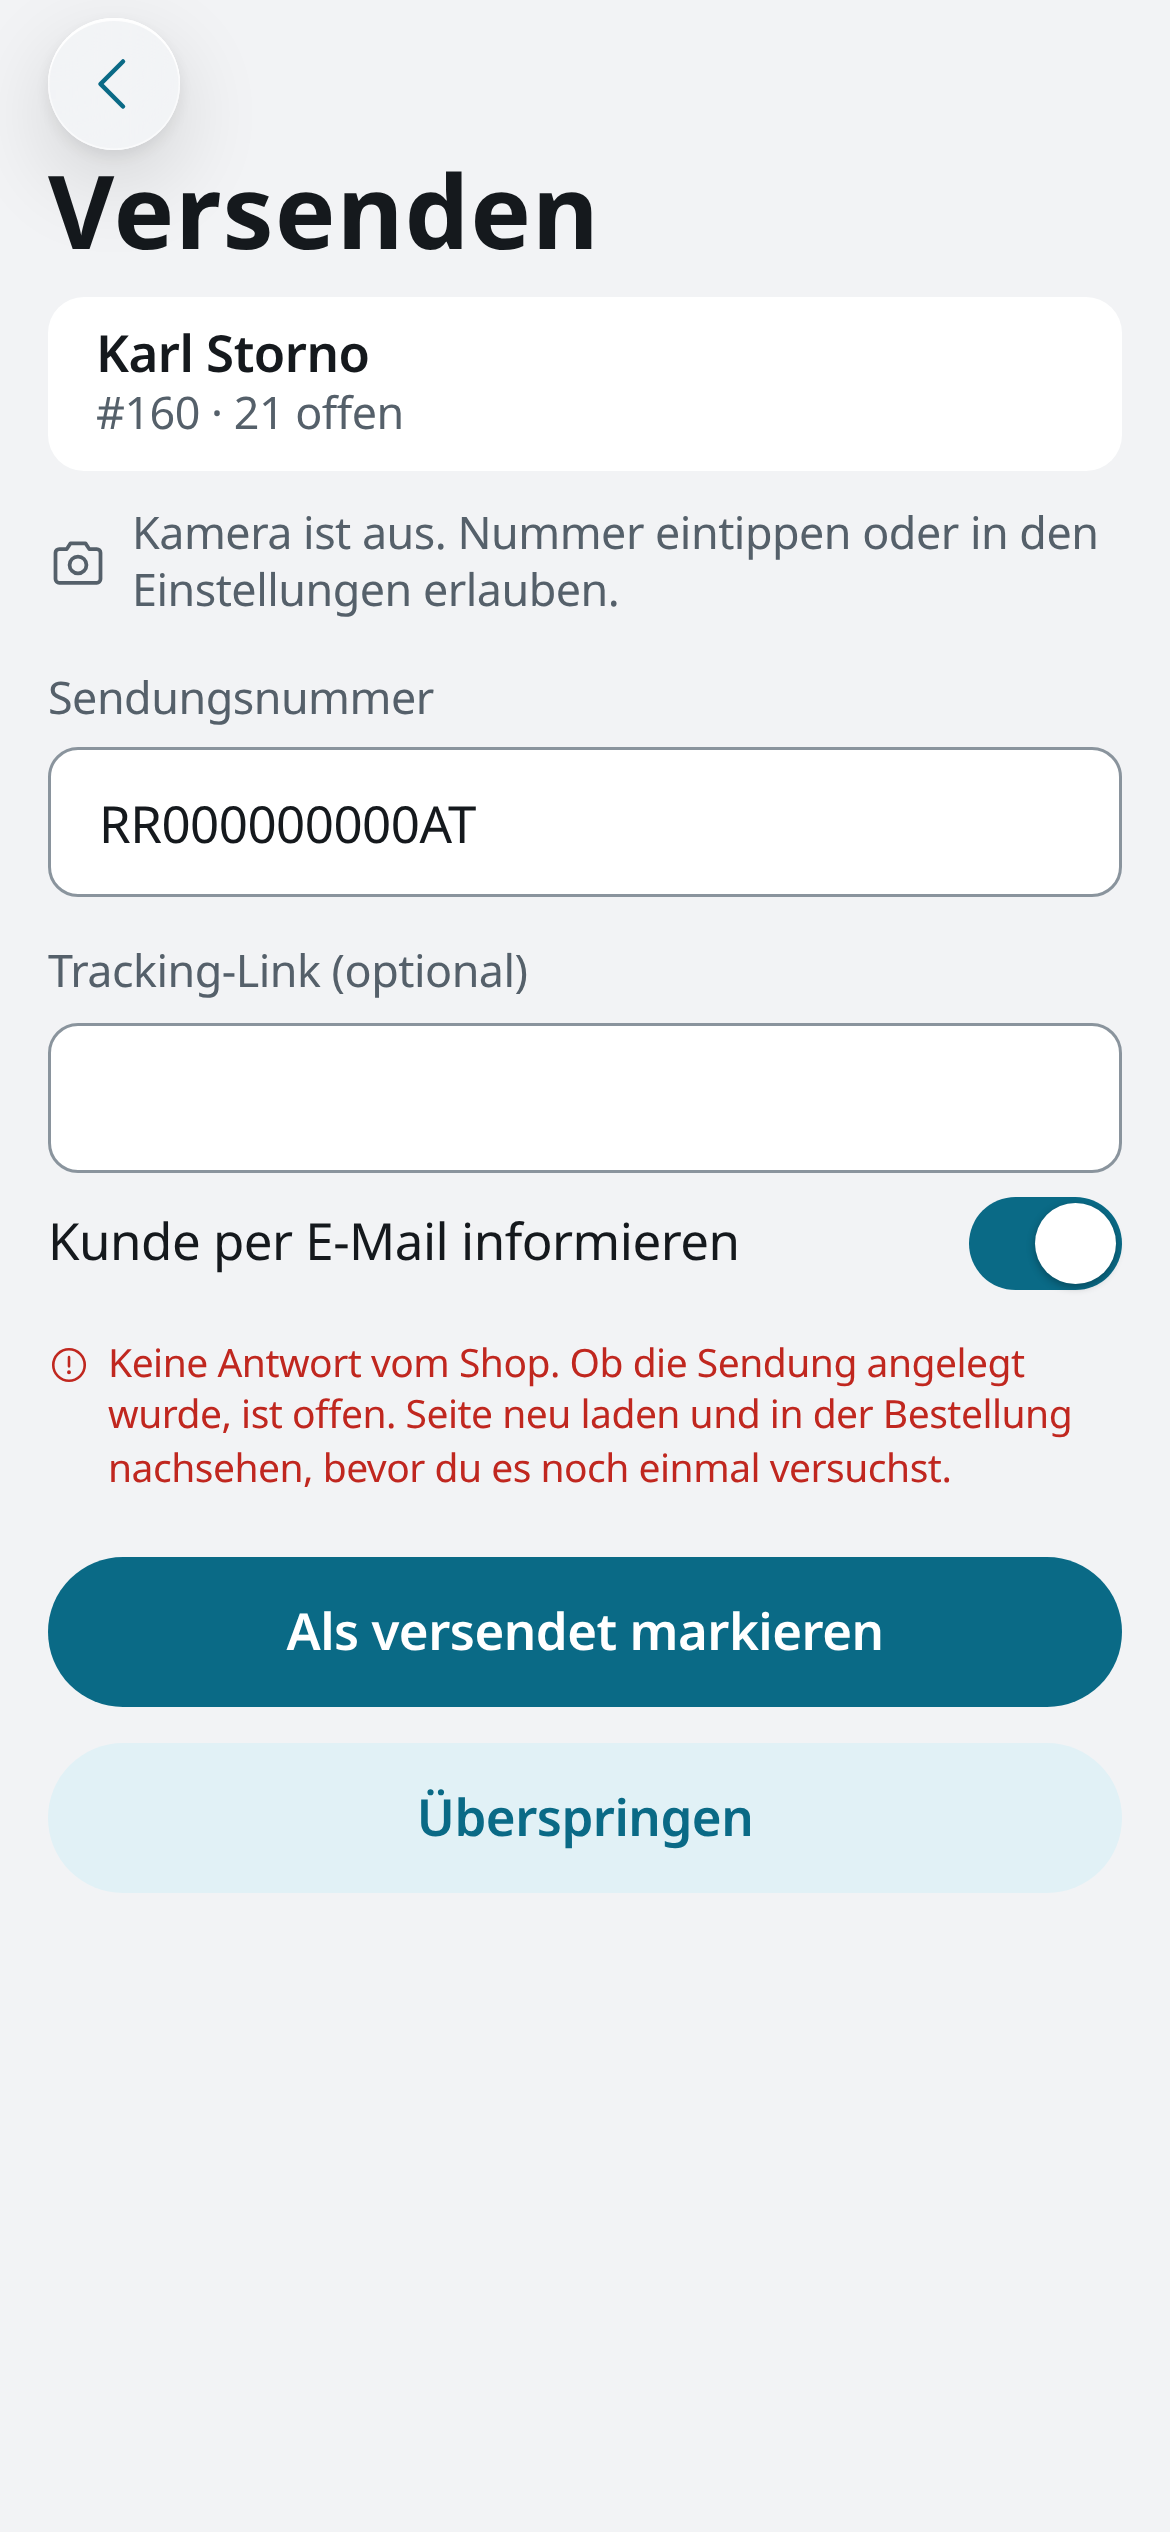 Versenden
Karl Storno
#160 · 21 offen
Kamera ist aus. Nummer eintippen oder in den
Einstellungen erlauben.
Sendungsnummer
RR000000000AT
Tracking-Link (optional)
Kunde per E-Mail informieren
Keine Antwort vom Shop. Ob die Sendung angelegt
wurde, ist offen. Seite neu laden und in der Bestellung
nachsehen, bevor du es noch einmal versuchst.
Als versendet markieren
Überspringen